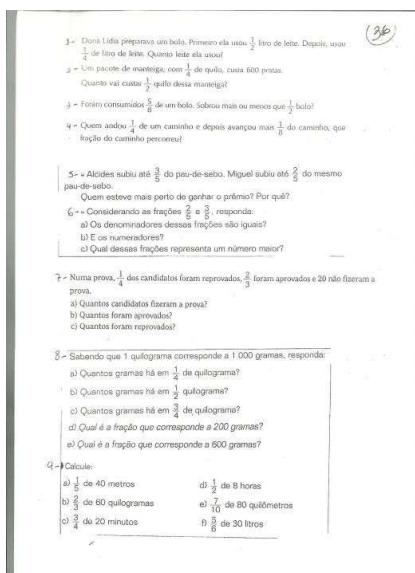 36
1- Dona Lídia preparava um bolo. Primeiro ela usou 1/2 litro de leite. Depois, usou
1/4 de litro de leite. Quanto leite ela usou?
2- Um pacote de manteiga, com 1/4 de quilo, custa 600 pratas.
Quanto vai custar 1/2 quilo dessa manteiga?
3- Foram consumidos 5/8 de um bolo. Sobrou mais ou menos que 1/2 bolo?
4- Quem andou 1/4 de um caminho e depois avançou mais 1/8 do caminho, que
fração do caminho percorreu?
5- Alcides subiu até 3/5 do pau-de-sebo. Miguel subiu até 2/5 do mesmo
pau-de-sebo.
Quem esteve mais perto de ganhar o prêmio? Por quê?
6- Considerando as frações 2/5 e 3/5, responda:
a) Os denominadores dessas frações são iguais?
b) E os numeradores?
c) Qual dessas frações representa um número maior?
7- Numa prova, 1/4 dos candidatos foram reprovados, 2/3 foram aprovados e 20 não fizeram a
prova.
a) Quantos candidatos fizeram a prova?
b) Quantos foram aprovados?
c) Quantos foram reprovados?
8- Sabendo que 1 quilograma corresponde a 1 000 gramas, responda:
a) Quantos gramas há em 1/4 de quilograma?
b) Quantos gramas há em 1/2 quilograma?
c) Quantos gramas há em 3/4 de quilograma?
d) Qual é a fração que corresponde a 200 gramas?
e) Qual é a fração que corresponde a 600 gramas?
9- Calcule:
a) 1/5 de 40 metros d) 1/2 de 8 horas
b) 2/3 de 60 quilogramas e) 7/10 de 80 quilômetros
c) 3/4 de 20 minutos f) 5/6 de 30 litros